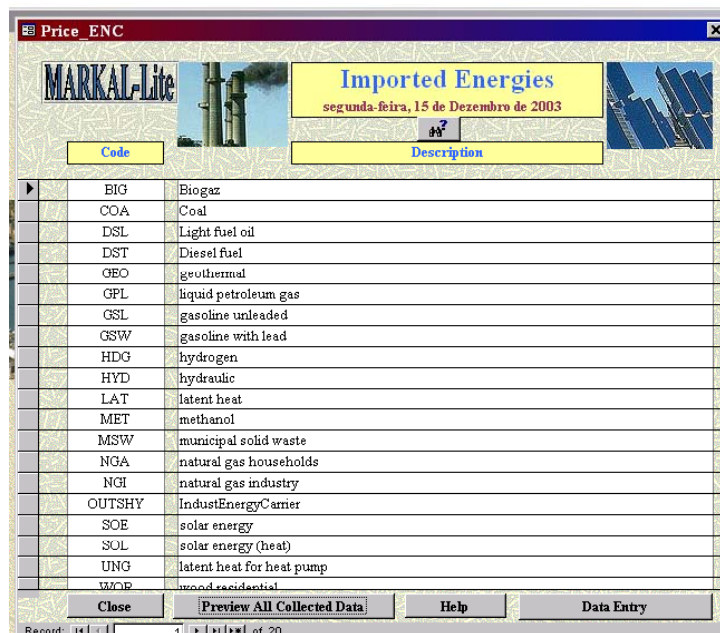 Price_ENC
MARKAL-Lite
Imported Energies
segunda-feira, 15 de Dezembro de 2003
Code Description
BIG Biogaz
COA Coal
DSL Light fuel oil
DST Diesel fuel
GEO geothermal
GPL liquid petroleum gas
GSL gasoline unleaded
GSW gasoline with lead
HDG hydrogen
HYD hydraulic
LAT latent heat
MET methanol
MSW municipal solid waste
NGA natural gas households
NGI natural gas industry
OUTSHY IndustEnergyCarrier
SOE solar energy
SOL solar energy (heat)
UNG latent heat for heat pump
WOR wood residential
Close Preview All Collected Data Help Data Entry
Record: 1 of 20